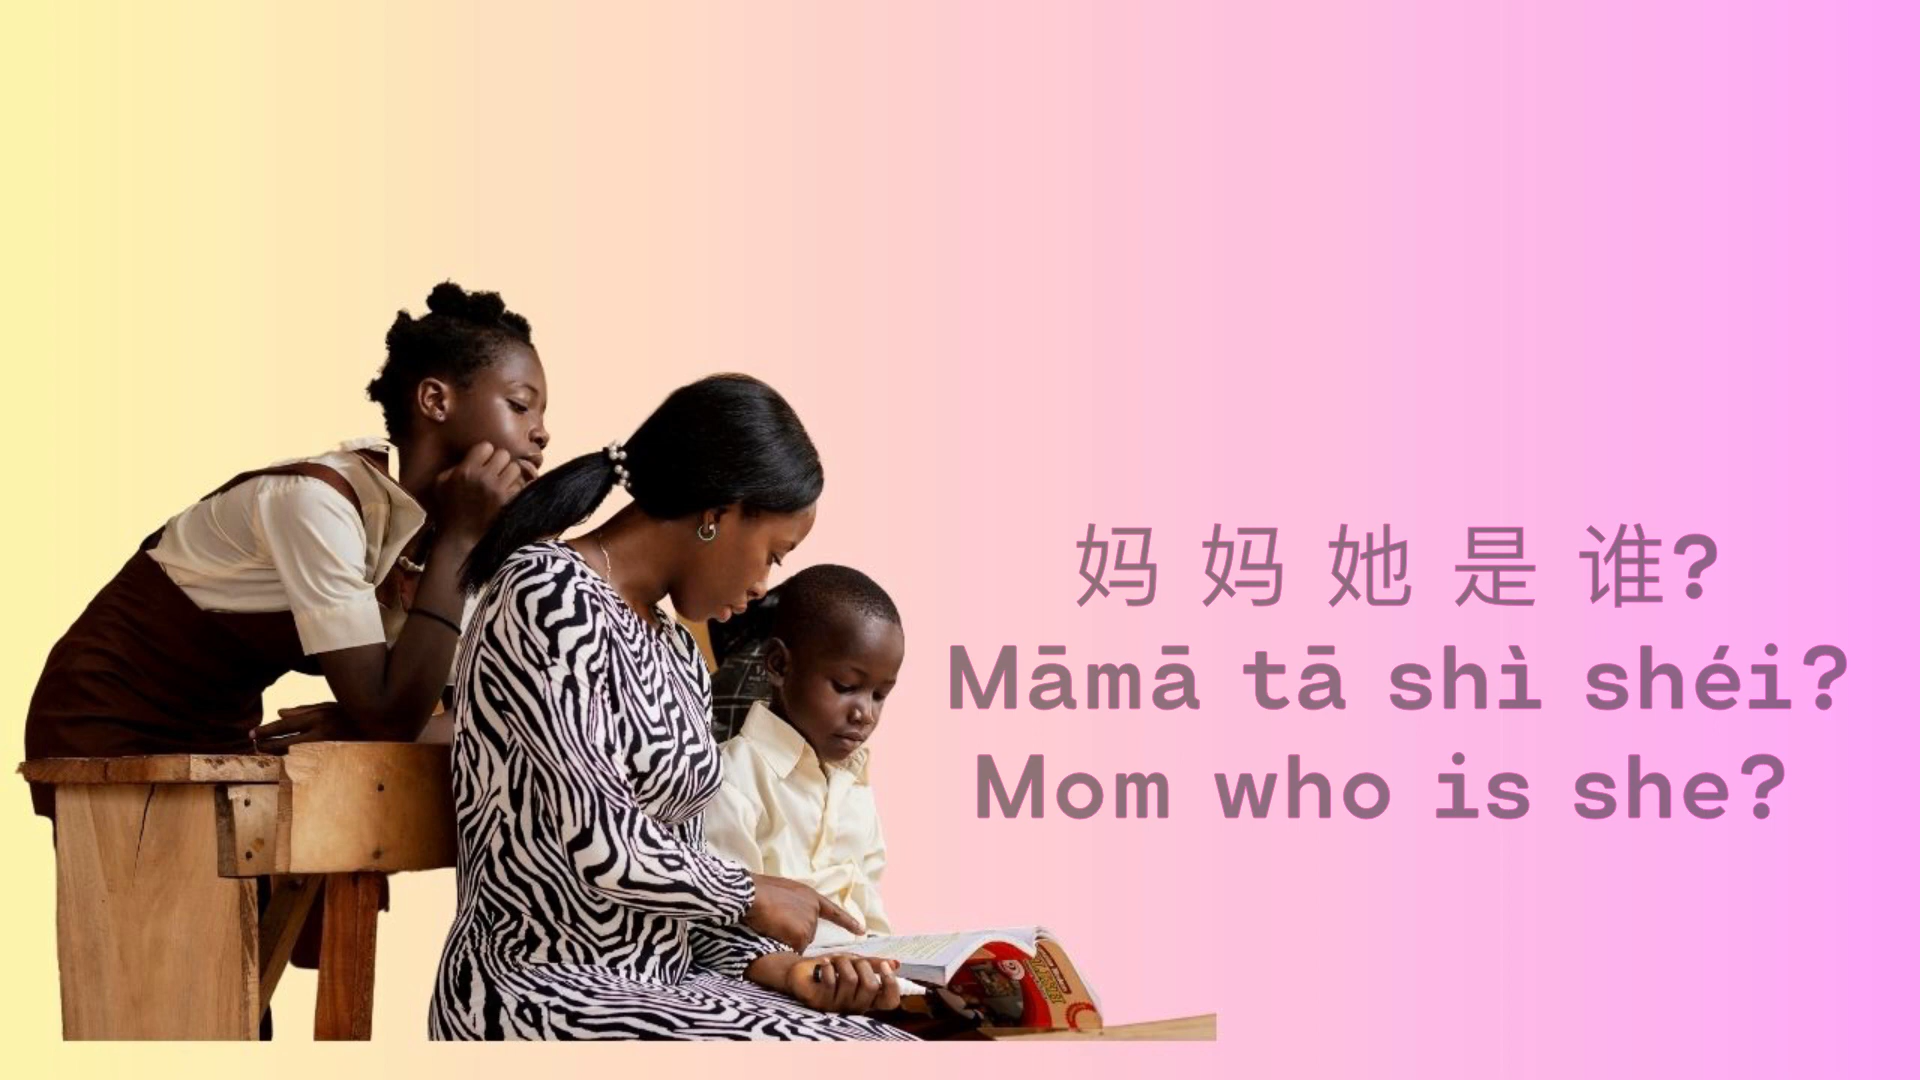 妈 妈 她 是 谁?
Māmā tā shì shéi?
Mom who is she?